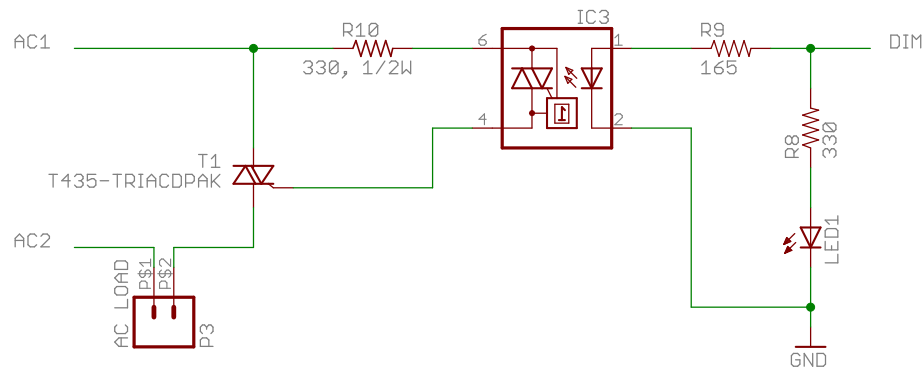 IC3
R10
R9
AC1
DIM
6
1
330, 1/2W
165
4
2
R8
330
T1
T435-TRIACDPAK
AC2
LED1
P$1
P$2
AC LOAD
P3
GND